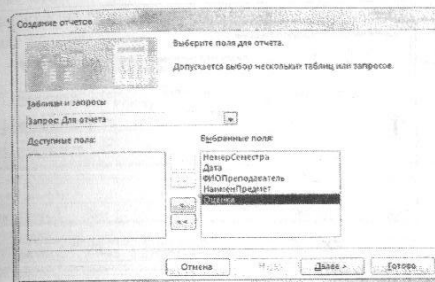 Создание отчетов
Выберите поля для отчета.
Допускается выбор нескольких таблиц или запросов.
Таблицы и запросы
Запрос: Для отчета
Доступные поля:
Выбранные поля:
НомерСеместра
Дата
ФИОПреподаватель
НаименПредмет
Оценка
<
<<
Отмена
Далее >
Готово